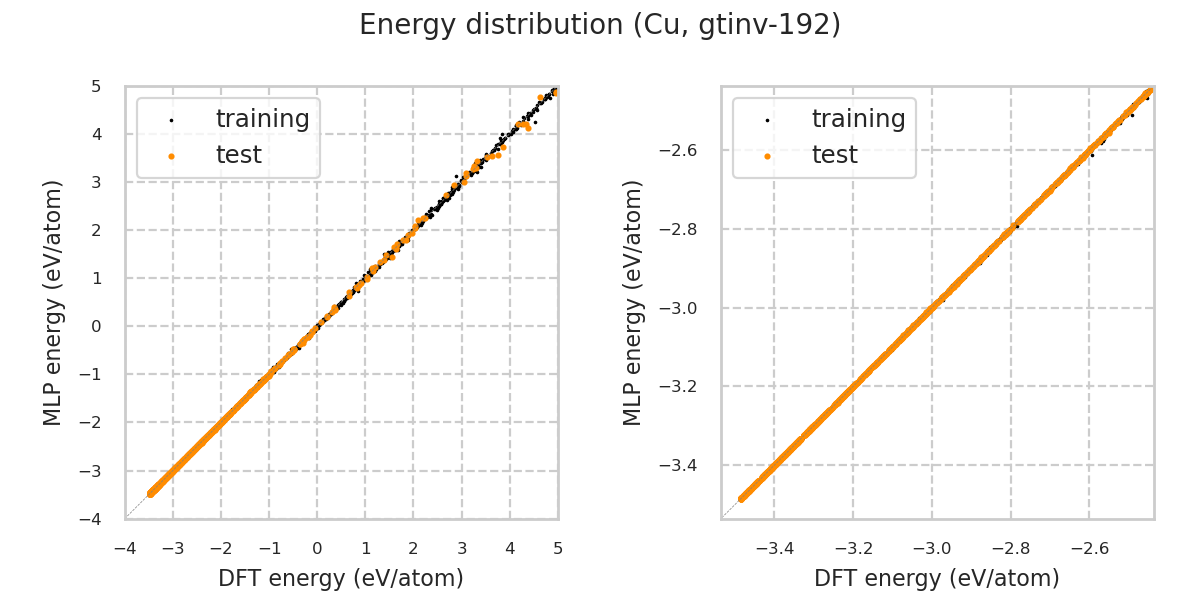 Energy distribution (Cu, gtinv-192)
training
test
5
4
3
2
1
0
−1
−2
−3
−4
MLP energy (eV/atom)
−4 −3 −2 −1 0 1 2 3 4 5
DFT energy (eV/atom)
training
test
−2.6
−2.8
−3.0
−3.2
−3.4
MLP energy (eV/atom)
−3.4 −3.2 −3.0 −2.8 −2.6
DFT energy (eV/atom)